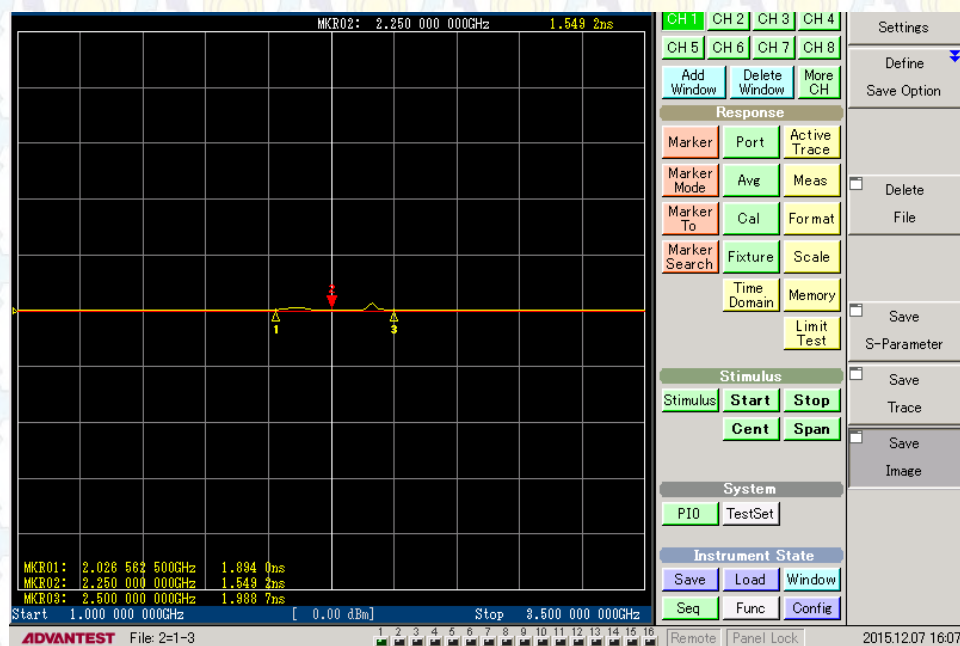 MKR02: 2.250 000 000GHz 1.549 2ns
2
1
3
MKR01: 2.026 562 500GHz 1.894 0ns
MKR02: 2.250 000 000GHz 1.549 2ns
MKR03: 2.500 000 000GHz 1.988 7ns
Start 1.000 000 000GHz [ 0.00 dBm] Stop 3.500 000 000GHz
CH 1 CH 2 CH 3 CH 4
CH 5 CH 6 CH 7 CH 8
Add Window
Delete Window
More CH
Response
Marker Port Active Trace
Marker Mode Avg Meas
Marker To Cal Format
Marker Search Fixture Scale
Time Domain Memory
Limit Test
Stimulus
Stimulus Start Stop
Cent Span
System
PIO TestSet
Instrument State
Save Load Window
Seq Func Config
Settings
Define
Save Option
Delete
File
Save
S-Parameter
Save
Trace
Save
Image
ADVANTEST File: 2=1-3
1 2 3 4 5 6 7 8 9 10 11 12 13 14 15 16
Remote Panel Lock 2015.12.07 16:07